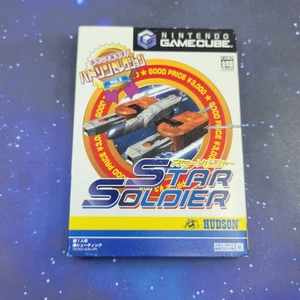 NINTENDO
GAMECUBE
ハドソンセレクション
GOOD PRICE ¥3,000
スターソルジャー
STAR
SOLDIER
HUDSON